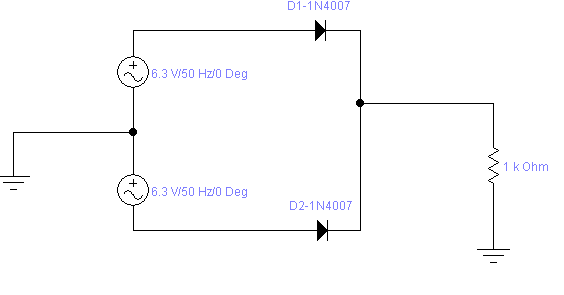 D1-1N4007
6.3 V/50 Hz/0 Deg
1 k Ohm
6.3 V/50 Hz/0 Deg
D2-1N4007